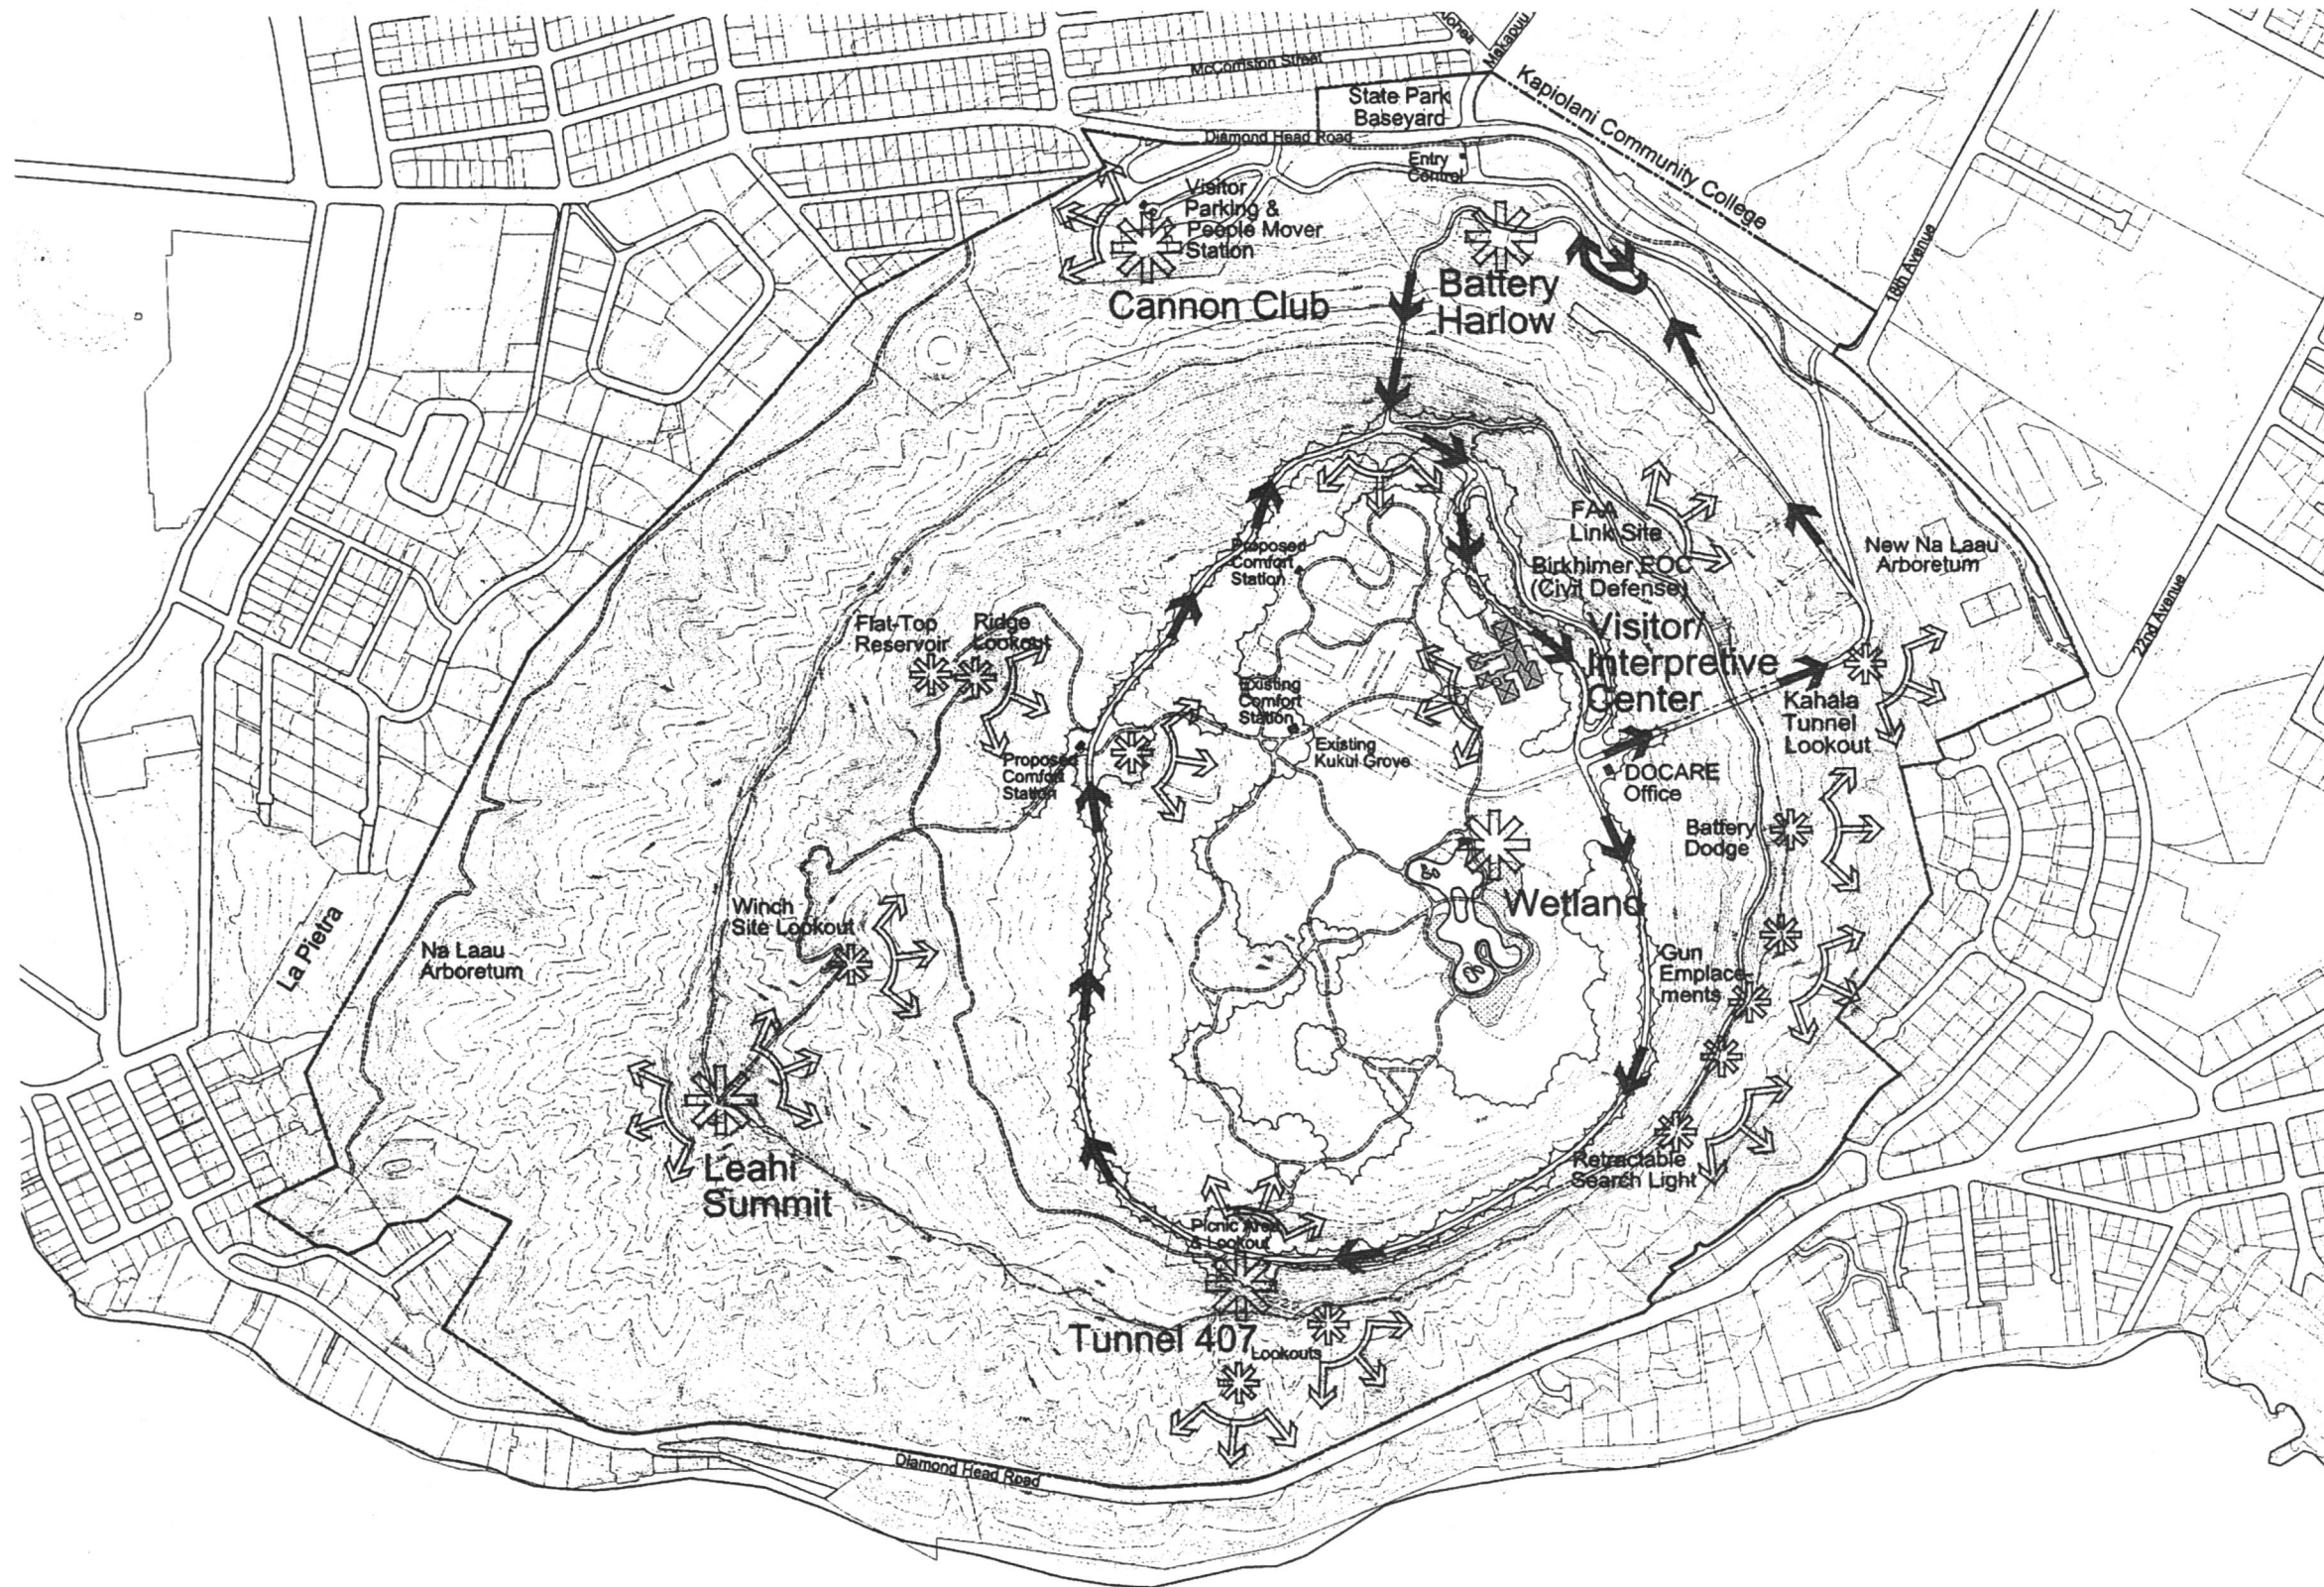 Makapuu
McCorriston Street
State Park
Baseyard
Kapiolani Community College
Diamond Head Road
Entry
Control
Visitor
Parking &
People Mover
Station
Cannon Club
Battery
Harlow
18th Avenue
FAA
Link Site
Birkhimer EOC
(Civil Defense)
New Na Laau
Arboretum
22nd Avenue
Proposed
Comfort
Station
Flat-Top
Reservoir
Ridge
Lookout
Visitor/
Interpretive
Center
Existing
Comfort
Station
Existing
Kukui Grove
Kahala
Tunnel
Lookout
Proposed
Comfort
Station
DOCARE
Office
Battery
Dodge
Wetland
Winch
Site Lookout
La Pietra
Na Laau
Arboretum
Gun
Emplace-
ments
Leahi
Summit
Retractable
Search Light
Picnic Area
& Lookout
Tunnel 407
Lookouts
Diamond Head Road